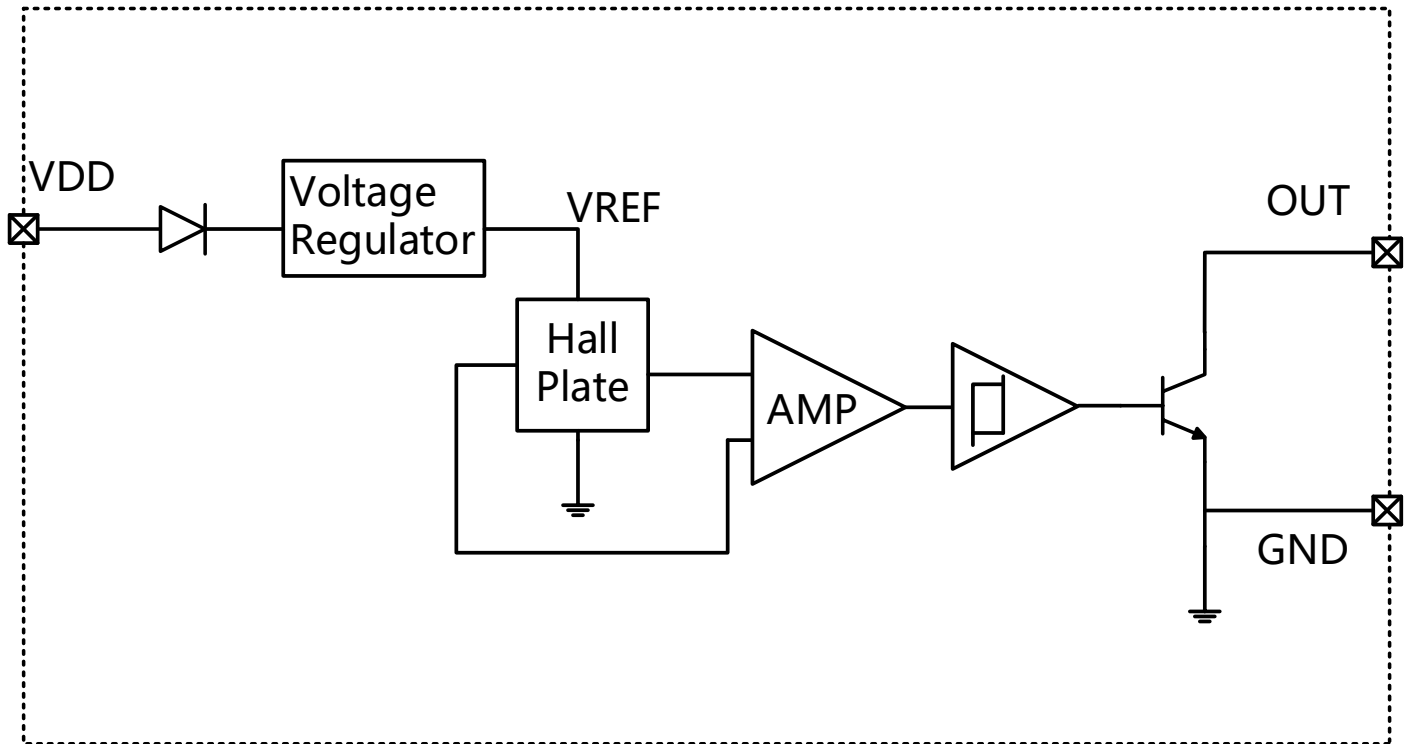 VDD
Voltage
Regulator
VREF
OUT
Hall
Plate
AMP
GND